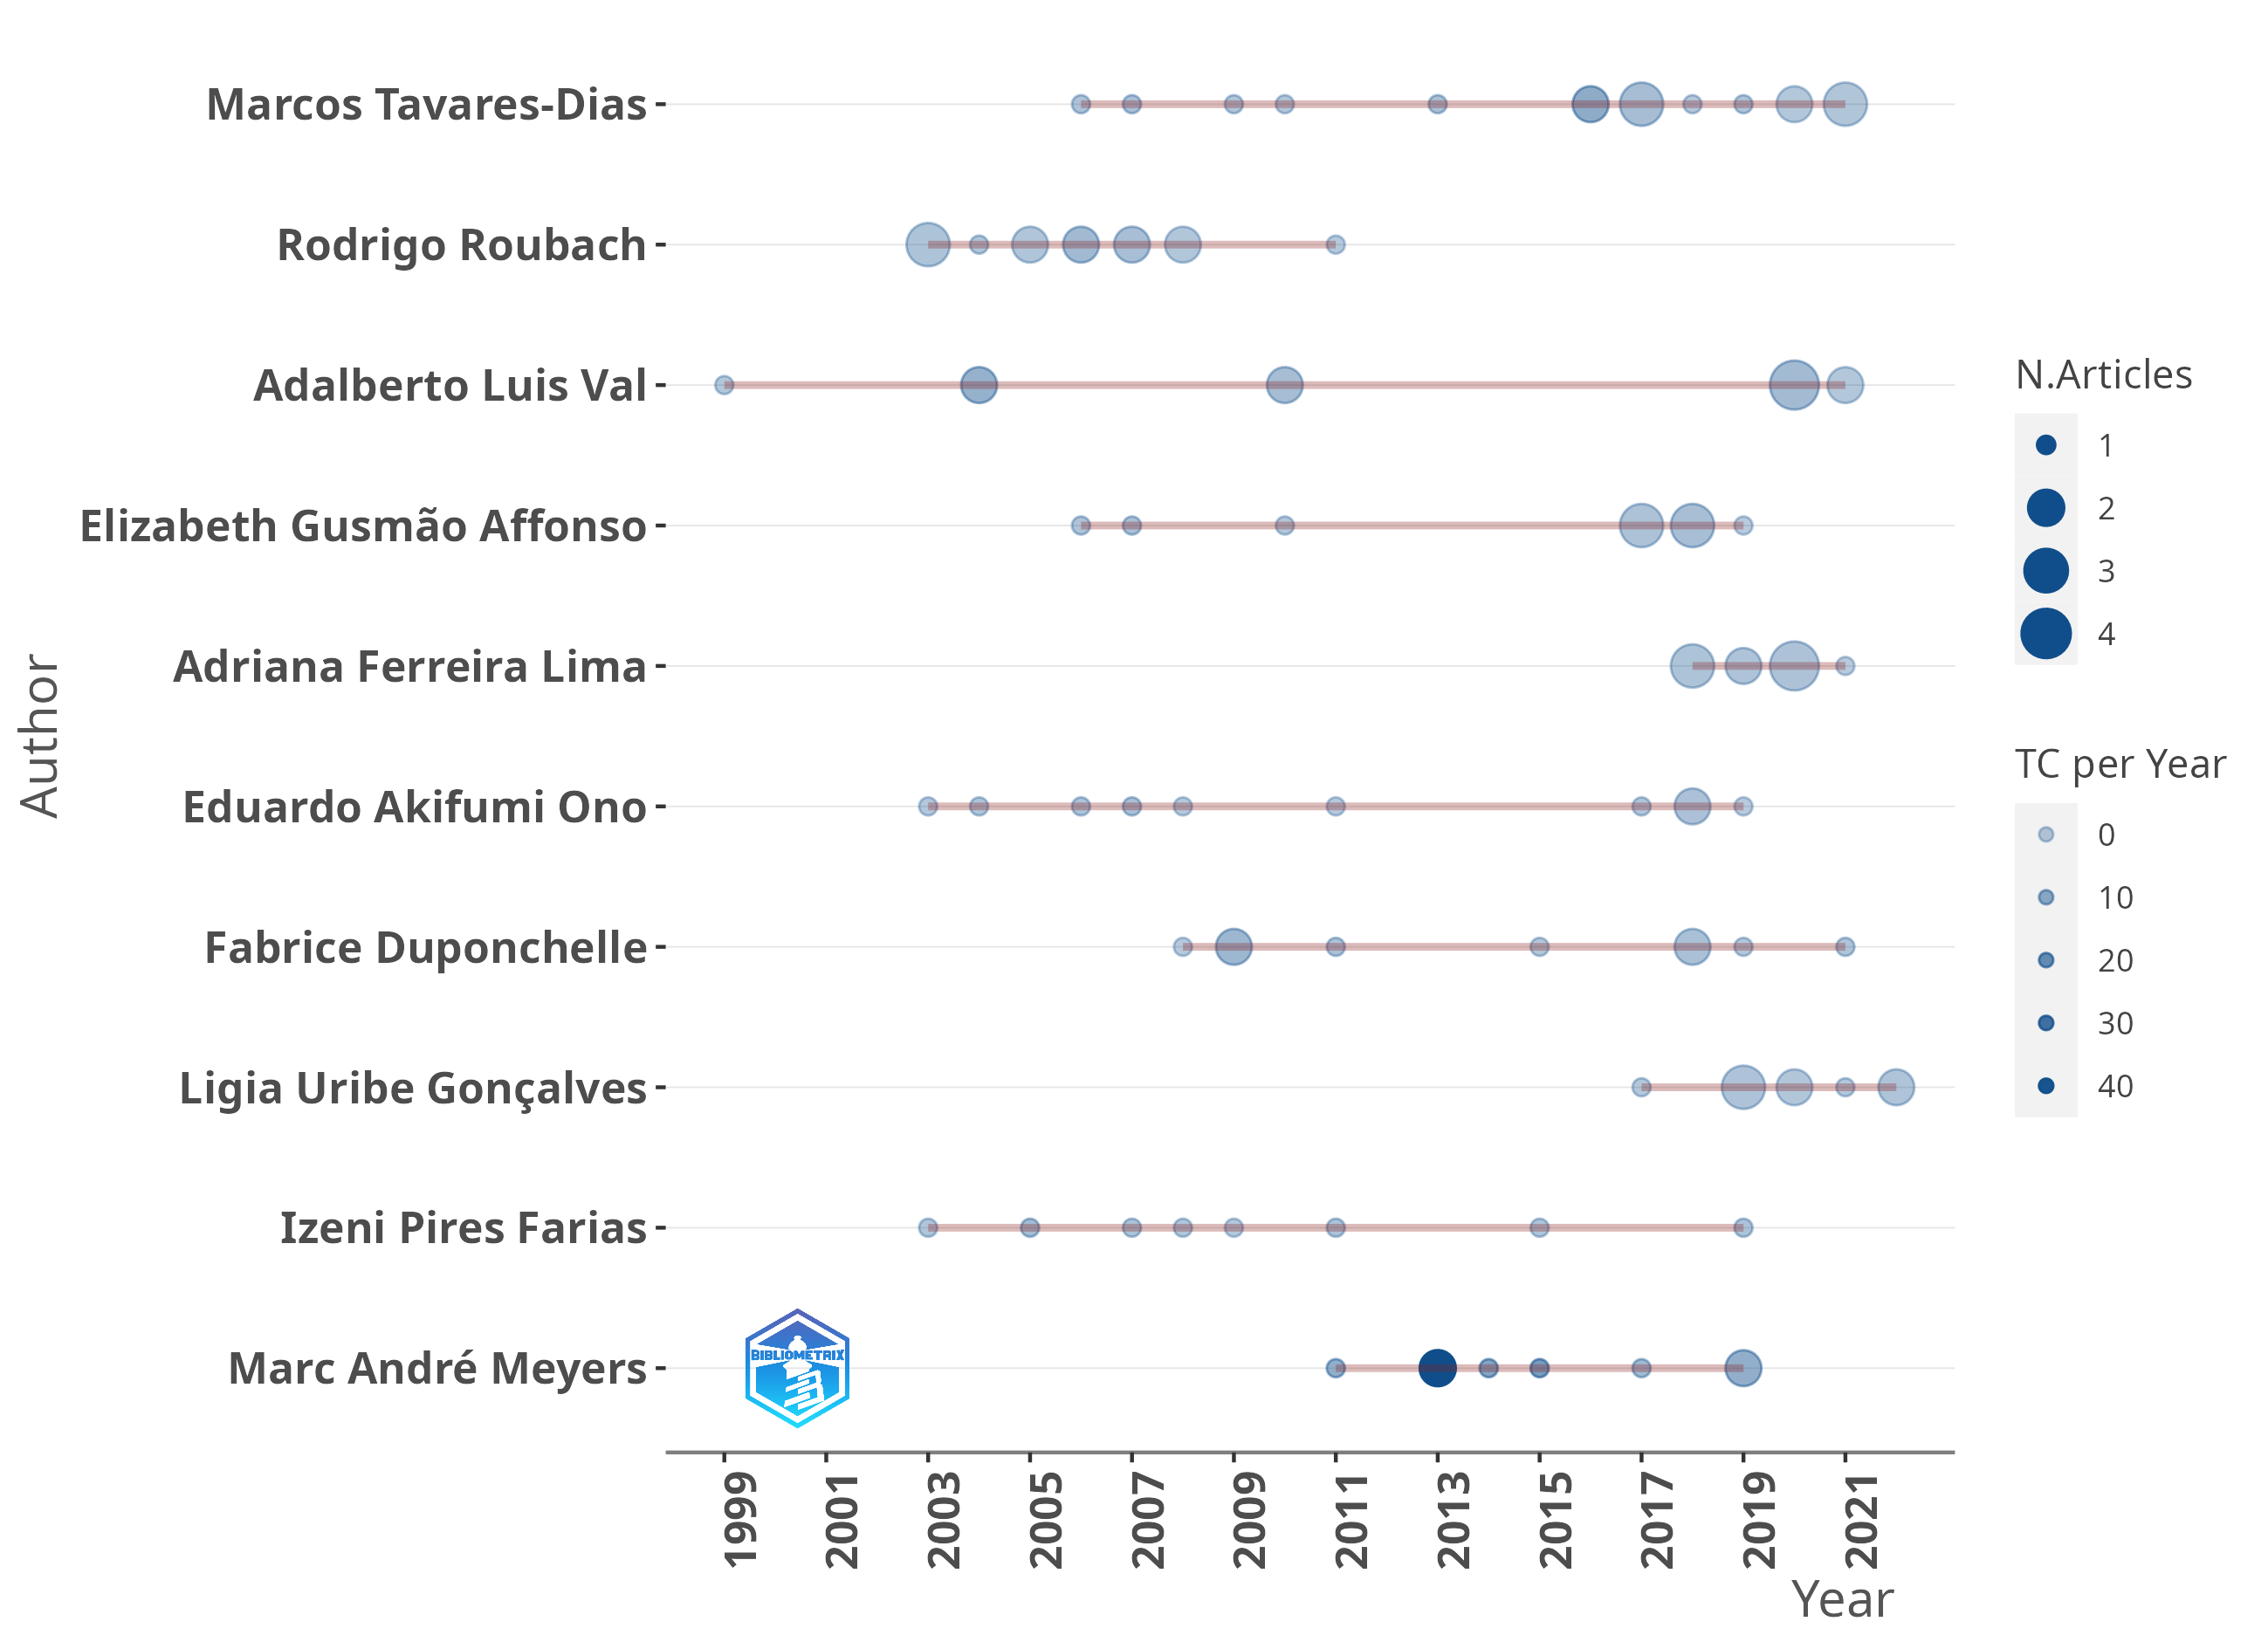 Marcos Tavares-Dias
Rodrigo Roubach
Adalberto Luis Val
Elizabeth Gusmão Affonso
Adriana Ferreira Lima
Eduardo Akifumi Ono
Fabrice Duponchelle
Ligia Uribe Gonçalves
Izeni Pires Farias
Marc André Meyers
Author
BIBLIOMETRIX
1999
2001
2003
2005
2007
2009
2011
2013
2015
2017
2019
2021
Year
N.Articles
1
2
3
4
TC per Year
0
10
20
30
40